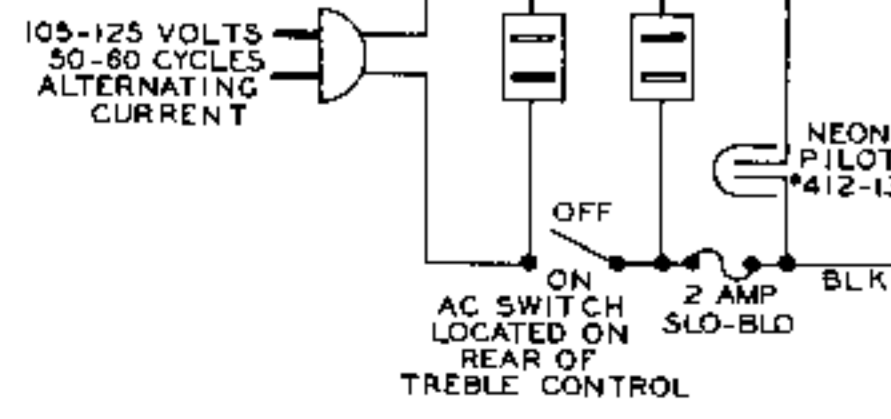 105-125 VOLTS
50-60 CYCLES
ALTERNATING
CURRENT
NEON
PILOT
OFF
ON
AC SWITCH
LOCATED ON
REAR OF
TREBLE CONTROL
2 AMP
SLO-BLO
BLK